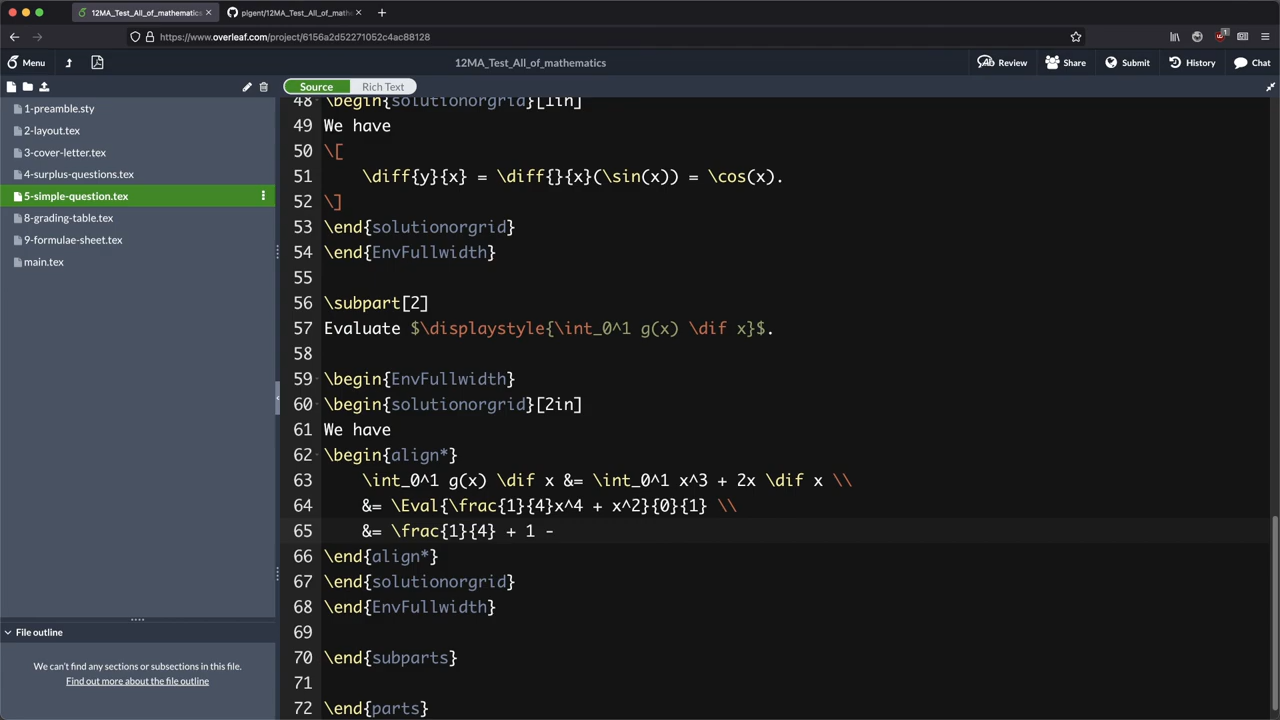 12MA_Test_All_of_mathematics
pigent/12MA_Test_All_of_mathem
https://www.overleaf.com/project/6156a2d52271052c4ac88128
Menu
12MA_Test_All_of_mathematics
Review
Share
Submit
History
Chat
Source
Rich Text
1-preamble.sty
2-layout.tex
3-cover-letter.tex
4-surplus-questions.tex
5-simple-question.tex
8-grading-table.tex
9-formulae-sheet.tex
main.tex
File outline
We can't find any sections or subsections in this file.
Find out more about the file outline
48 \begin{solutionorgrid}[1in]
49 We have
50 \[
51 \diff{y}{x} = \diff{}{x}(\sin(x)) = \cos(x).
52 \]
53 \end{solutionorgrid}
54 \end{EnvFullwidth}
55
56 \subpart[2]
57 Evaluate $\displaystyle{\int_0^1 g(x) \dif x}$.
58
59 \begin{EnvFullwidth}
60 \begin{solutionorgrid}[2in]
61 We have
62 \begin{align*}
63 \int_0^1 g(x) \dif x &= \int_0^1 x^3 + 2x \dif x \\
64 &= \Eval{\frac{1}{4}x^4 + x^2}{0}{1} \\
65 &= \frac{1}{4} + 1 -
66 \end{align*}
67 \end{solutionorgrid}
68 \end{EnvFullwidth}
69
70 \end{subparts}
71
72 \end{parts}